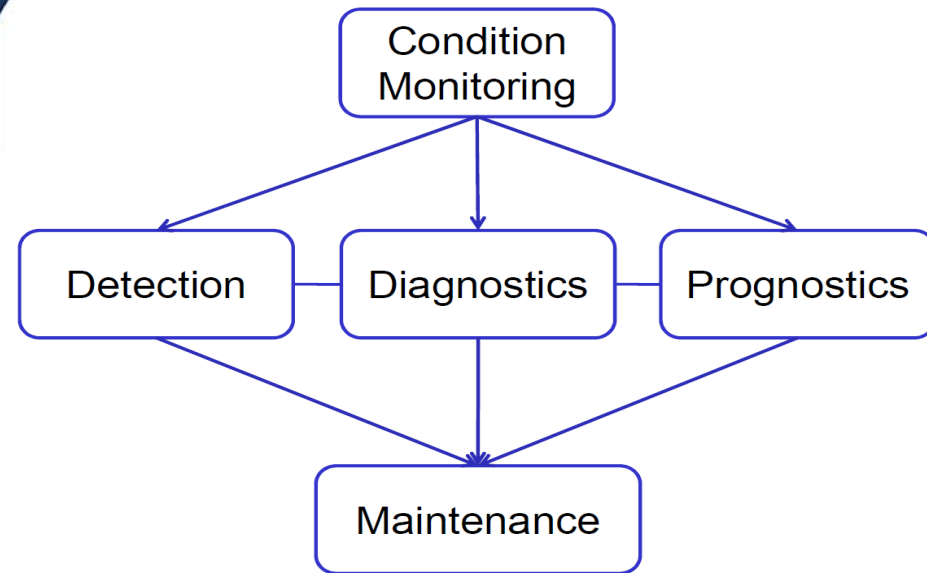 Condition
Monitoring
Detection
Diagnostics
Prognostics
Maintenance